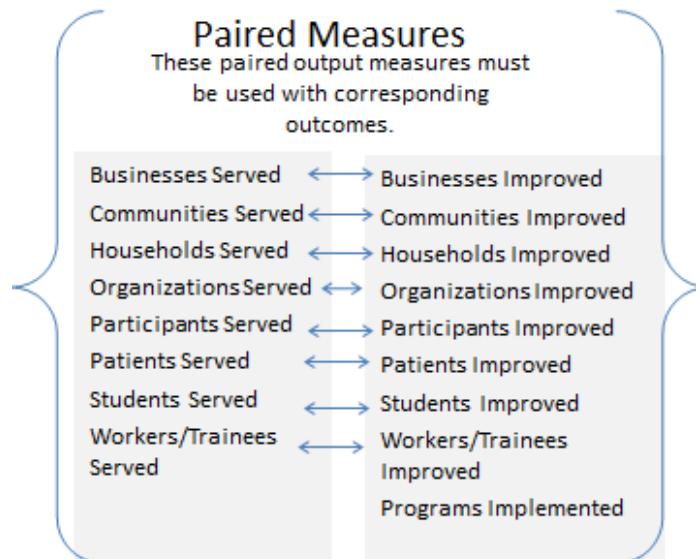 Paired Measures
These paired output measures must
be used with corresponding
outcomes.
Businesses Served
Communities Served
Households Served
Organizations Served
Participants Served
Patients Served
Students Served
Workers/Trainees
Served
Businesses Improved
Communities Improved
Households Improved
Organizations Improved
Participants Improved
Patients Improved
Students Improved
Workers/Trainees
Improved
Programs Implemented